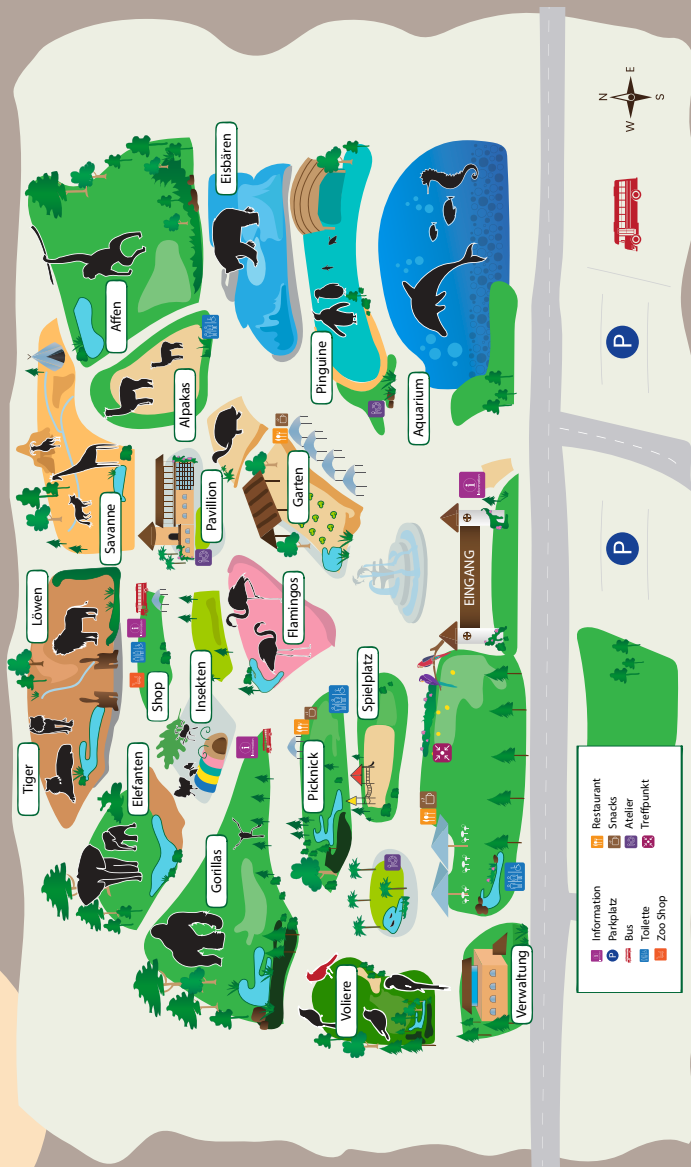 Affen
Eisbären
Pinguine
Aquarium
Alpakas
Savanne
Pavillion
Garten
Löwen
Tiger
Shop
Insekten
Flamingos
EINGANG
Elefanten
Gorillas
Picknick
Spielplatz
Voliere
Verwaltung
N
E
S
W
P
P
i
i
i
Information
Parkplatz
Bus
Toilette
Zoo Shop
Restaurant
Snacks
Atelier
Treffpunkt